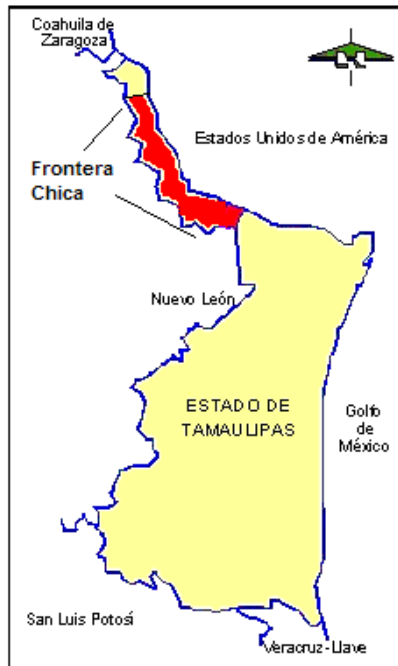 Coahuila de
Zaragoza
Estados Unidos de América
Frontera
Chica
Nuevo León
ESTADO DE
TAMAULIPAS
Golfo
de
México
San Luis Potosí
Veracruz-Llave